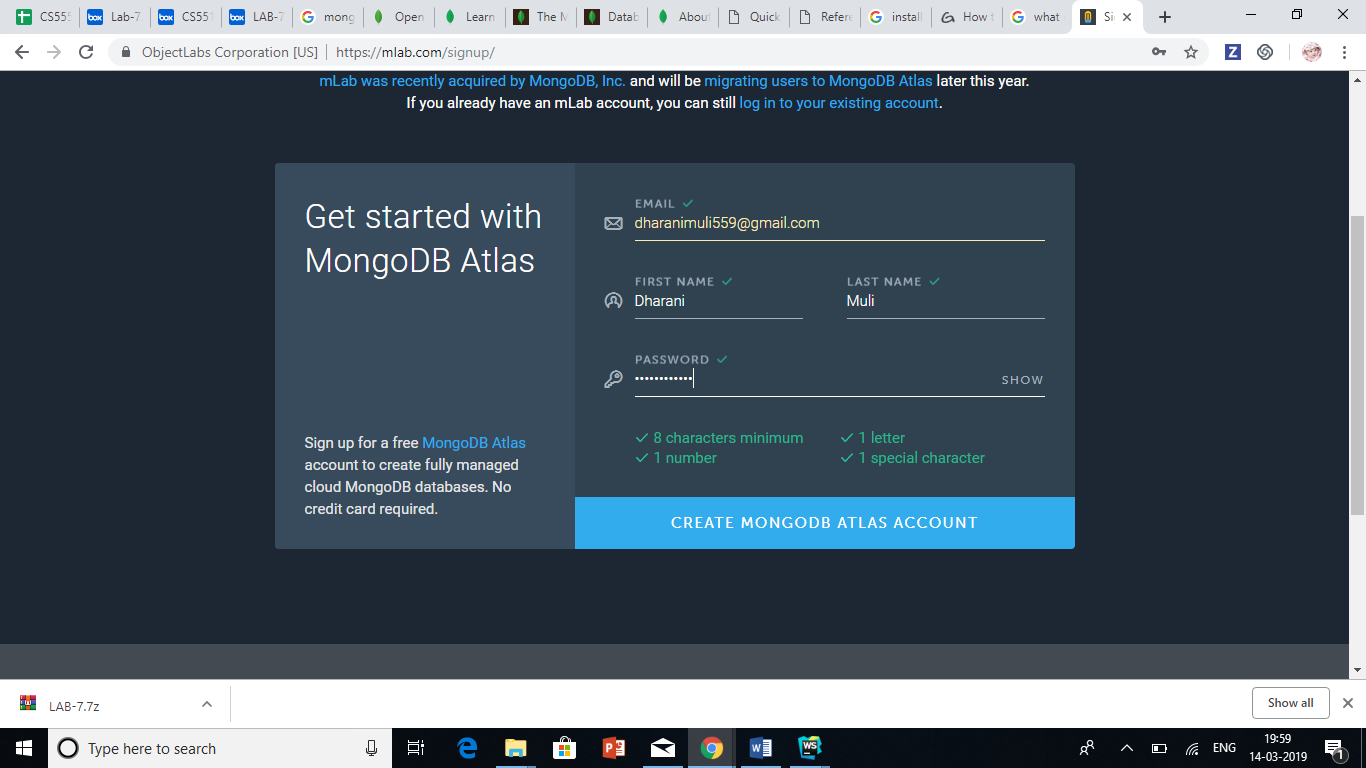 CS555
Lab-7
CS551
LAB-7
mong
Open
Learn
The M
Datab
About
Quick
Refere
install
How t
what
Si
ObjectLabs Corporation [US] | https://mlab.com/signup/
mLab was recently acquired by MongoDB, Inc. and will be migrating users to MongoDB Atlas later this year.
If you already have an mLab account, you can still log in to your existing account.
Get started with
MongoDB Atlas
Sign up for a free MongoDB Atlas
account to create fully managed
cloud MongoDB databases. No
credit card required.
EMAIL
dharanimuli559@gmail.com
FIRST NAME
Dharani
LAST NAME
Muli
PASSWORD
••••••••••••
SHOW
8 characters minimum
1 letter
1 number
1 special character
CREATE MONGODB ATLAS ACCOUNT
LAB-7.7z
Show all
Type here to search
ENG
19:59
14-03-2019
1